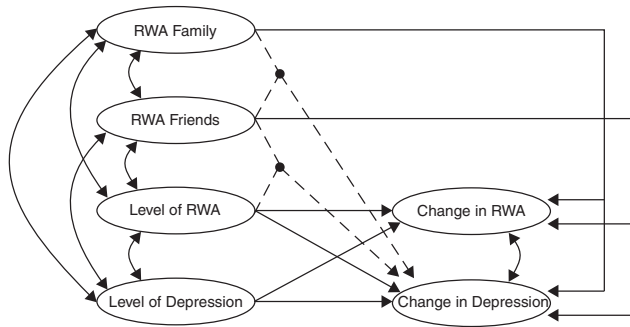 RWA Family
RWA Friends
Level of RWA
Change in RWA
Level of Depression
Change in Depression